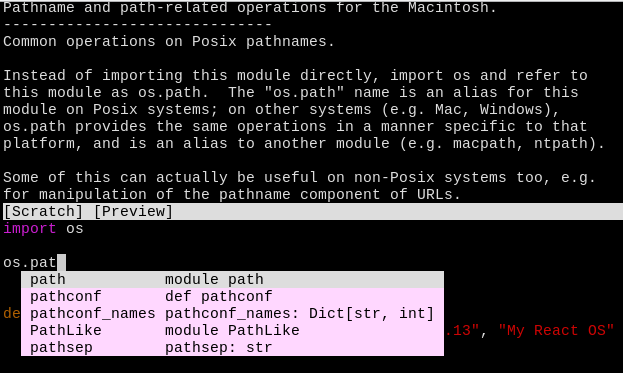 Pathname and path-related operations for the Macintosh.
------------------------------
Common operations on Posix pathnames.
Instead of importing this module directly, import os and refer to
this module as os.path.  The "os.path" name is an alias for this
module on Posix systems; on other systems (e.g. Mac, Windows),
os.path provides the same operations in a manner specific to that
platform, and is an alias to another module (e.g. macpath, ntpath).
Some of this can actually be useful on non-Posix systems too, e.g.
for manipulation of the pathname component of URLs.
[Scratch] [Preview]
import os
os.pat
path           module path
pathconf       def pathconf
de pathconf_names pathconf_names: Dict[str, int]
PathLike       module PathLike .13", "My React OS"
pathsep        pathsep: str